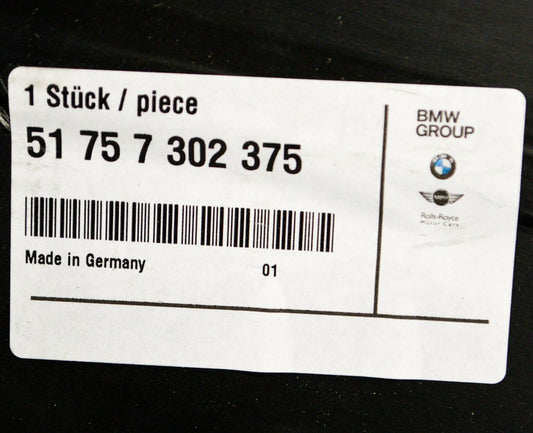 1 Stück / piece
51 75 7 302 375
Made in Germany
01
BMW
GROUP
Rolls-Royce
Motor Cars